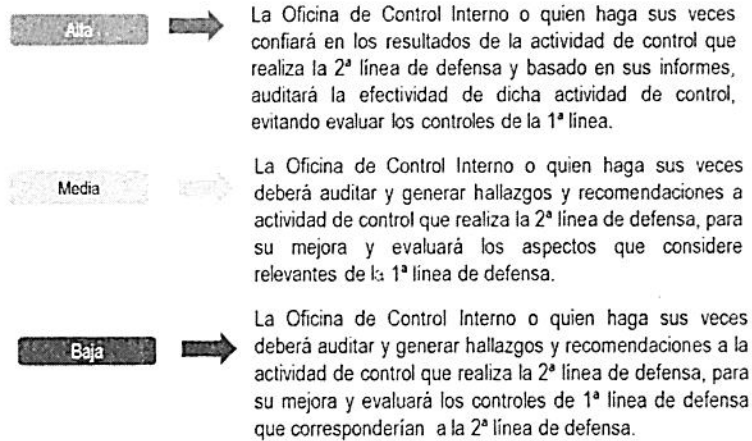 Alta
La Oficina de Control Interno o quien haga sus veces
confiará en los resultados de la actividad de control que
realiza la 2ª línea de defensa y basado en sus informes,
auditará la efectividad de dicha actividad de control,
evitando evaluar los controles de la 1ª línea.
Media
La Oficina de Control Interno o quien haga sus veces
deberá auditar y generar hallazgos y recomendaciones a
actividad de control que realiza la 2ª línea de defensa, para
su mejora y evaluará los aspectos que considere
relevantes de la 1ª línea de defensa.
Baja
La Oficina de Control Interno o quien haga sus veces
deberá auditar y generar hallazgos y recomendaciones a la
actividad de control que realiza la 2ª línea de defensa, para
su mejora y evaluará los controles de 1ª línea de defensa
que corresponderían a la 2ª línea de defensa.